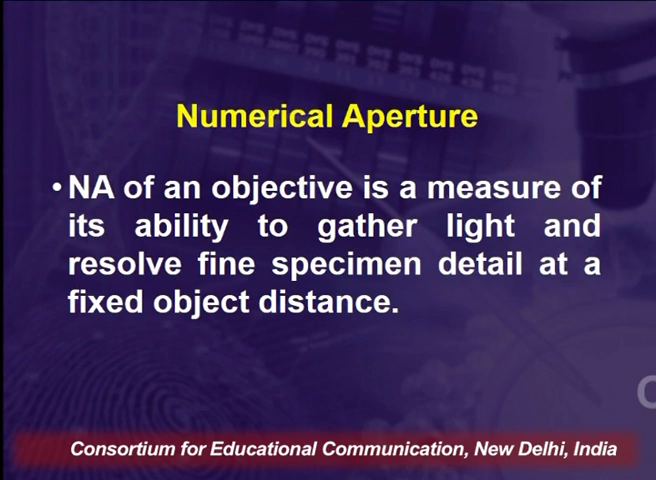 Numerical Aperture
• NA of an objective is a measure of
its ability to gather light and
resolve fine specimen detail at a
fixed object distance.
Consortium for Educational Communication, New Delhi, India